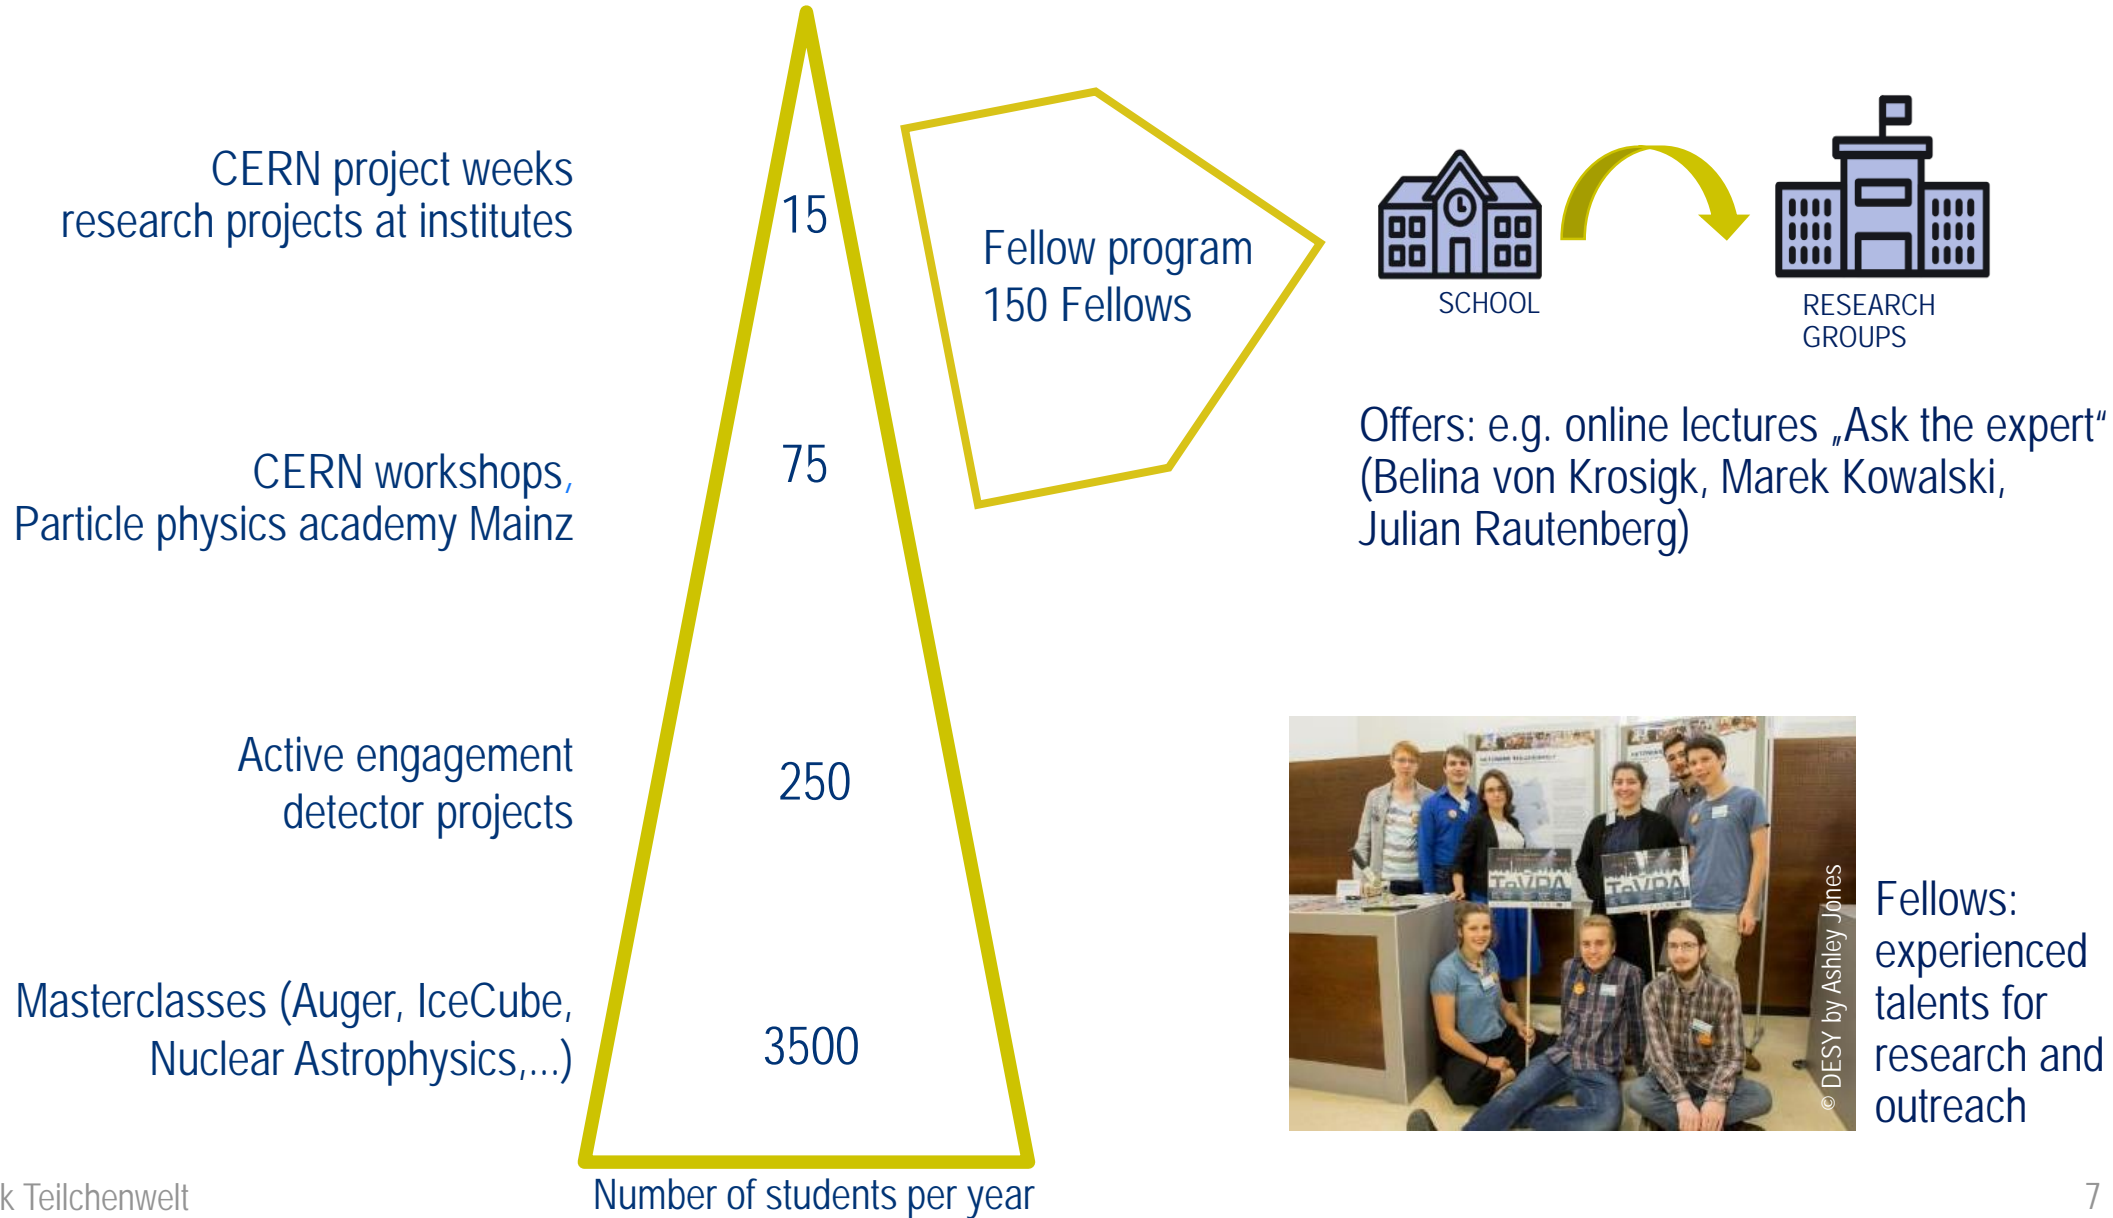 CERN project weeks
research projects at institutes
15
Fellow program
150 Fellows
SCHOOL
RESEARCH
GROUPS
CERN workshops,
Particle physics academy Mainz
75
Offers: e.g. online lectures „Ask the expert“
(Belina von Krosigk, Marek Kowalski,
Julian Rautenberg)
Active engagement
detector projects
250
Masterclasses (Auger, IceCube,
Nuclear Astrophysics,...)
3500
TeVPA
TeVPA
© DESY by Ashley Jones
Fellows:
experienced
talents for
research and
outreach
Number of students per year
k Teilchenwelt
7